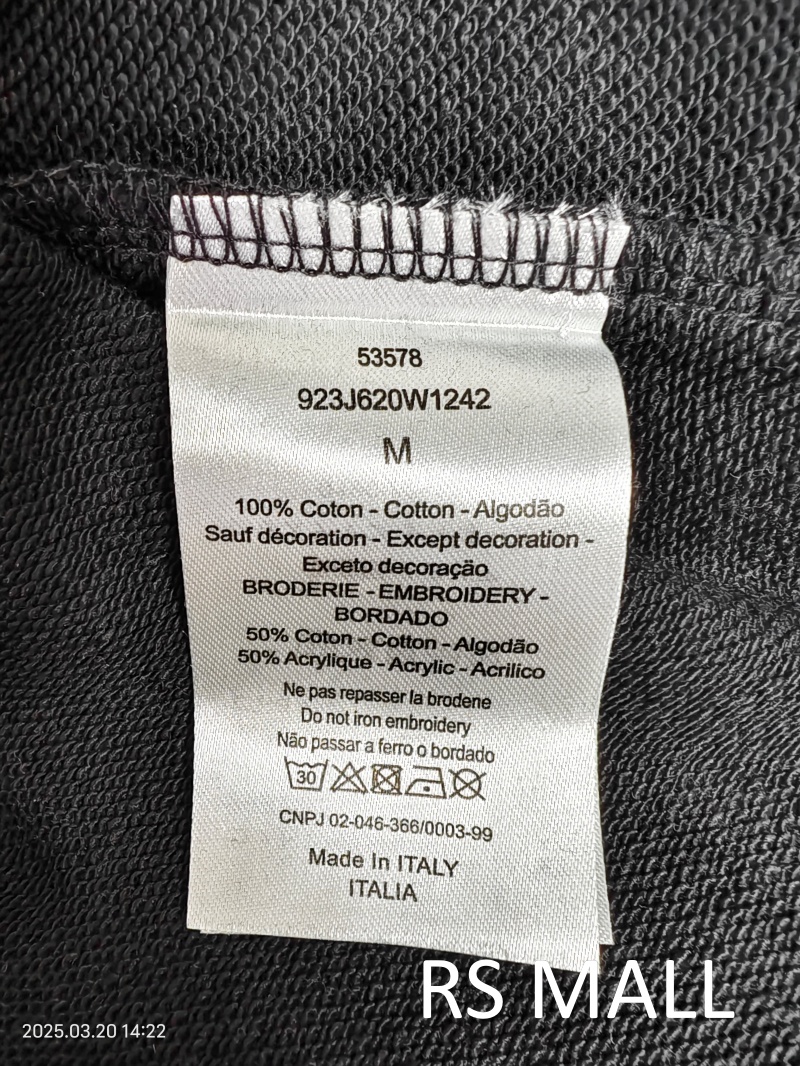 53578
923J620W1242
M
100% Coton - Cotton - Algodão
Sauf décoration - Except decoration -
Exceto decoração
BRODERIE - EMBROIDERY -
BORDADO
50% Coton - Cotton - Algodão
50% Acrylique - Acrylic - Acrilico
Ne pas repasser la brodene
Do not iron embroidery
Não passar a ferro o bordado
30
CNPJ 02-046-366/0003-99
Made In ITALY
ITALIA
RS MALL
2025.03.20 14:22